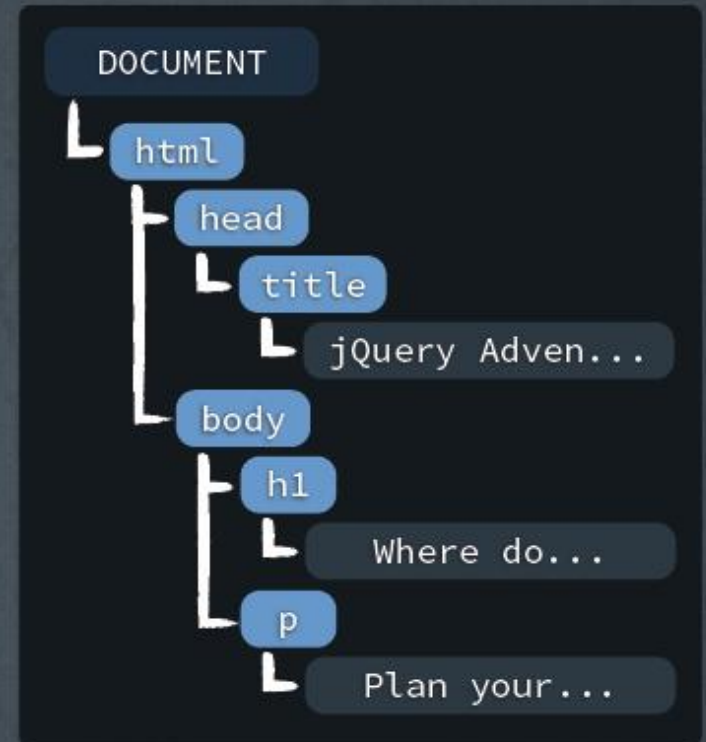 DOCUMENT
html
head
title
jQuery Adven...
body
h1
Where do...
p
Plan your...